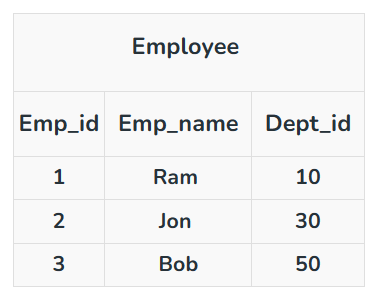 Employee
Emp_id Emp_name Dept_id
1 Ram 10
2 Jon 30
3 Bob 50